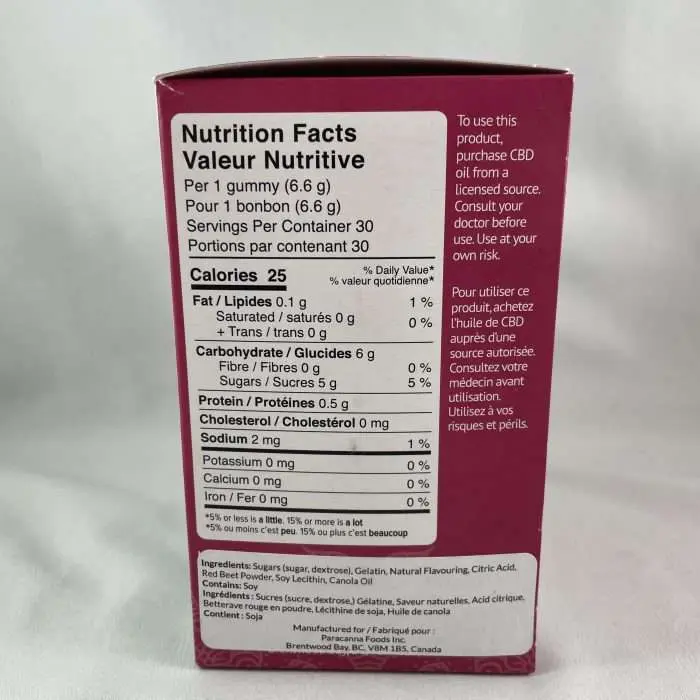 Nutrition Facts
Valeur Nutritive
Per 1 gummy (6.6 g)
Pour 1 bonbon (6.6 g)
Servings Per Container 30
Portions par contenant 30
Calories 25
% Daily Value*
% valeur quotidienne*
Fat / Lipides 0.1 g 1 %
Saturated / saturés 0 g
+ Trans / trans 0 g
0 %
Carbohydrate / Glucides 6 g
Fibre / Fibres 0 g 0 %
Sugars / Sucres 5 g 5 %
Protein / Protéines 0.5 g
Cholesterol / Cholestérol 0 mg
Sodium 2 mg 1 %
Potassium 0 mg 0 %
Calcium 0 mg 0 %
Iron / Fer 0 mg 0 %
*5% or less is a little. 15% or more is a lot
*5% ou moins c'est peu. 15% ou plus c'est beaucoup
To use this
product,
purchase CBD
oil from a
licensed source.
Consult your
doctor before
use. Use at your
own risk.
Pour utiliser ce
produit, achetez
l'huile de CBD
auprès d'une
source autorisée.
Consultez votre
médecin avant
utilisation.
Utilisez à vos
risques et périls.
Ingredients: Sugars (sugar, dextrose), Gelatin, Natural Flavouring, Citric Acid,
Red Beet Powder, Soy Lecithin, Canola Oil
Contains: Soy
Ingrédients : Sucres (sucre, dextrose,) Gélatine, Saveur naturelles, Acid citrique,
Betterave rouge en poudre, Lécithine de soja, Huile de canola
Contient : Soja
Manufactured for / Fabriqué pour :
Paracanna Foods Inc.
Brentwood Bay, BC, V8M 1B5, Canada